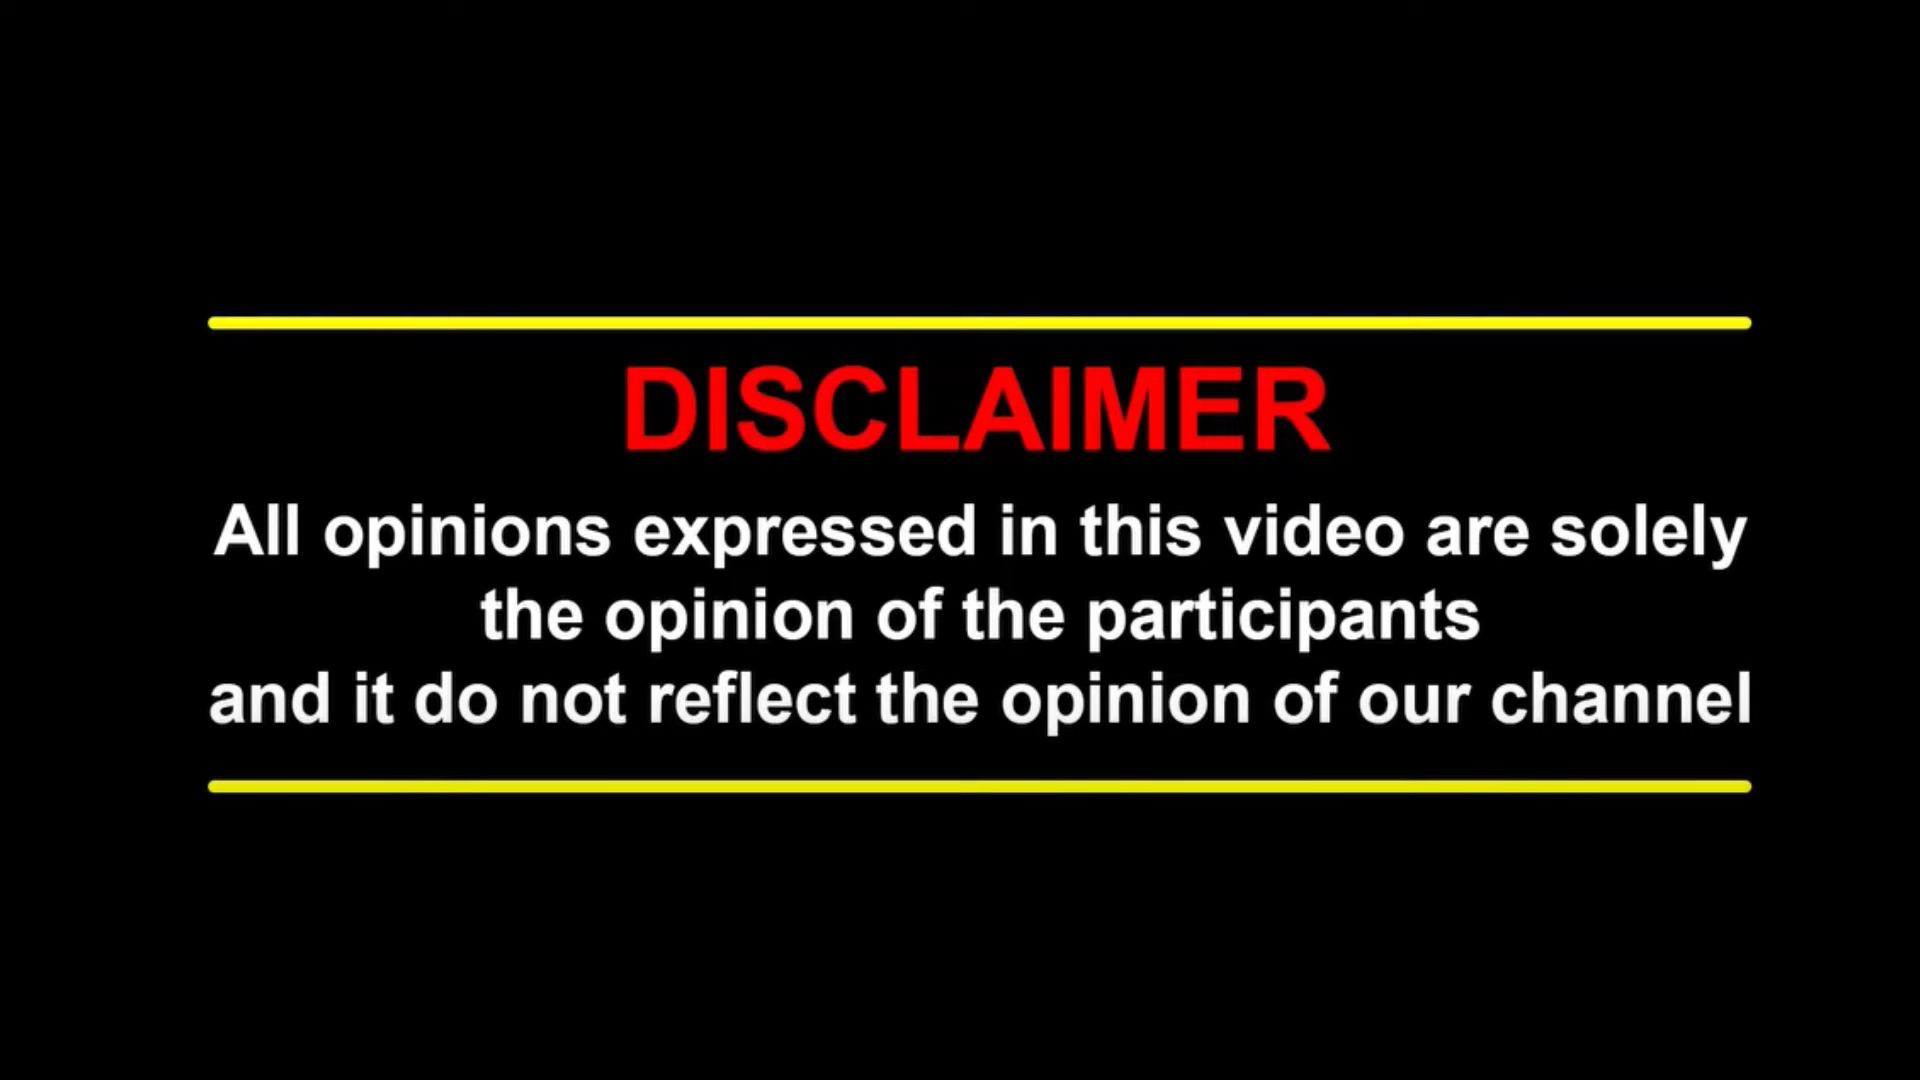 DISCLAIMER
All opinions expressed in this video are solely
the opinion of the participants
and it do not reflect the opinion of our channel